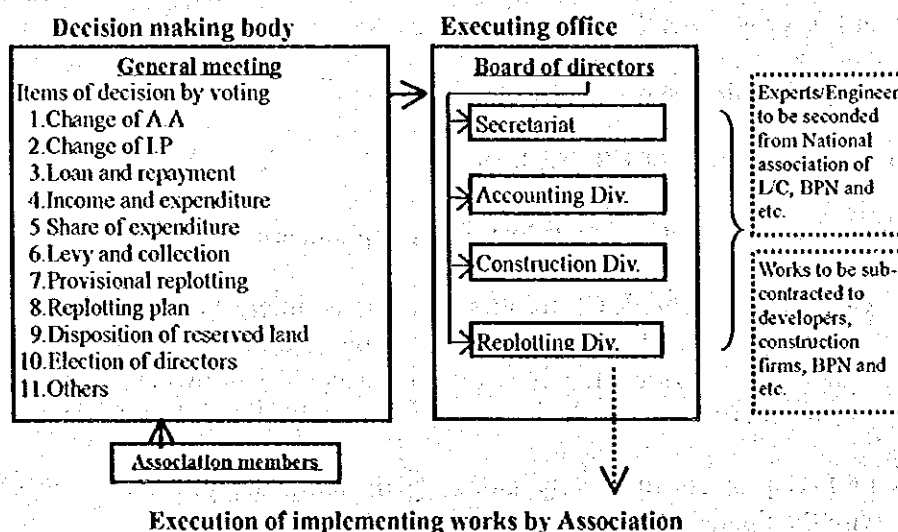 Decision making body
General meeting
Items of decision by voting
1.Change of A.A
2.Change of I.P
3.Loan and repayment
4.Income and expenditure
5 Share of expenditure
6.Levy and collection
7.Provisional replotting
8.Replotting plan
9.Disposition of reserved land
10.Election of directors
11.Others
Association members
Executing office
Board of directors
Secretariat
Accounting Div.
Construction Div.
Replotting Div.
Experts/Engineer
to be seconded
from National
association of
L/C, BPN and
etc.
Works to be sub-
contracted to
developers,
construction
firms, BPN and
etc.
Execution of implementing works by Association